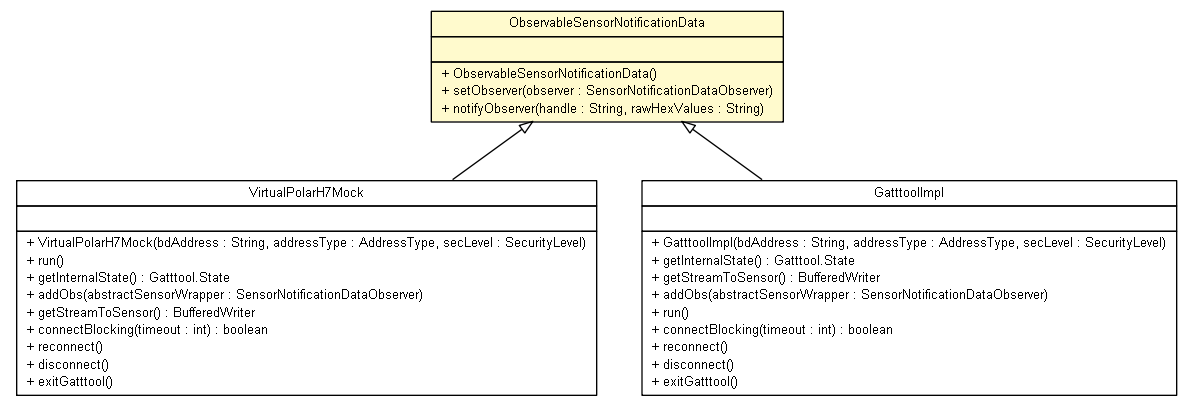 ObservableSensorNotificationData
+ ObservableSensorNotificationData()
+ setObserver(observer : SensorNotificationDataObserver)
+ notifyObserver(handle : String, rawHexValues : String)
VirtualPolarH7Mock
+ VirtualPolarH7Mock(bdAddress : String, addressType : AddressType, secLevel : SecurityLevel)
+ run()
+ getInternalState() : Gatttool.State
+ addObs(abstractSensorWrapper : SensorNotificationDataObserver)
+ getStreamToSensor() : BufferedWriter
+ connectBlocking(timeout : int) : boolean
+ reconnect()
+ disconnect()
+ exitGatttool()
GatttoolImpl
+ GatttoolImpl(bdAddress : String, addressType : AddressType, secLevel : SecurityLevel)
+ getInternalState() : Gatttool.State
+ getStreamToSensor() : BufferedWriter
+ addObs(abstractSensorWrapper : SensorNotificationDataObserver)
+ run()
+ connectBlocking(timeout : int) : boolean
+ reconnect()
+ disconnect()
+ exitGatttool()